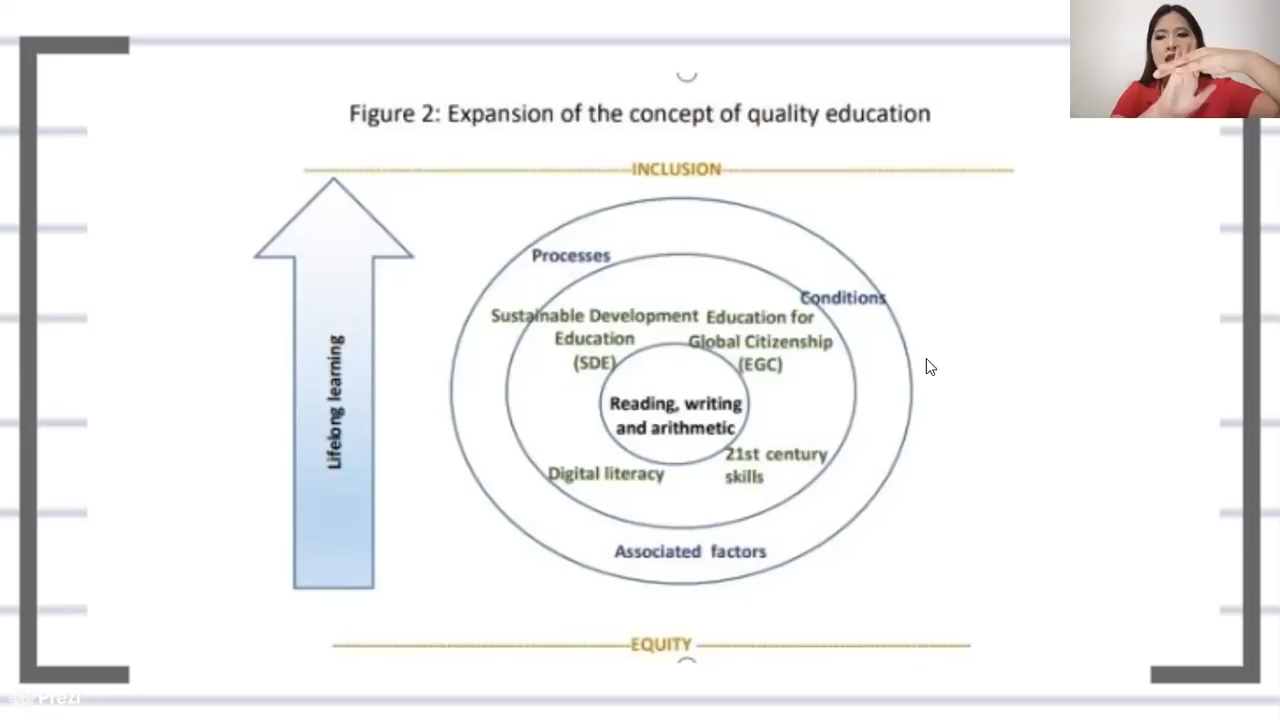 Figure 2: Expansion of the concept of quality education
INCLUSION
Processes
Conditions
Sustainable Development
Education
(SDE)
Education for
Global Citizenship
(EGC)
Lifelong learning
Reading, writing
and arithmetic
Digital literacy
21st century
skills
Associated factors
EQUITY
Prezi